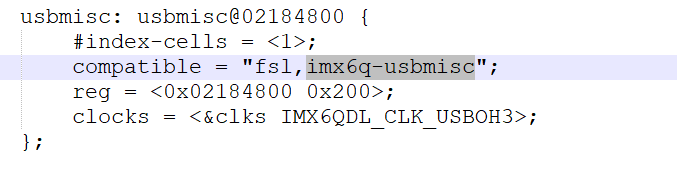 usbmisc: usbmisc@02184800 {
    #index-cells = <1>;
    compatible = "fsl,imx6q-usbmisc";
    reg = <0x02184800 0x200>;
    clocks = <&clks IMX6QDL_CLK_USBOH3>;
};